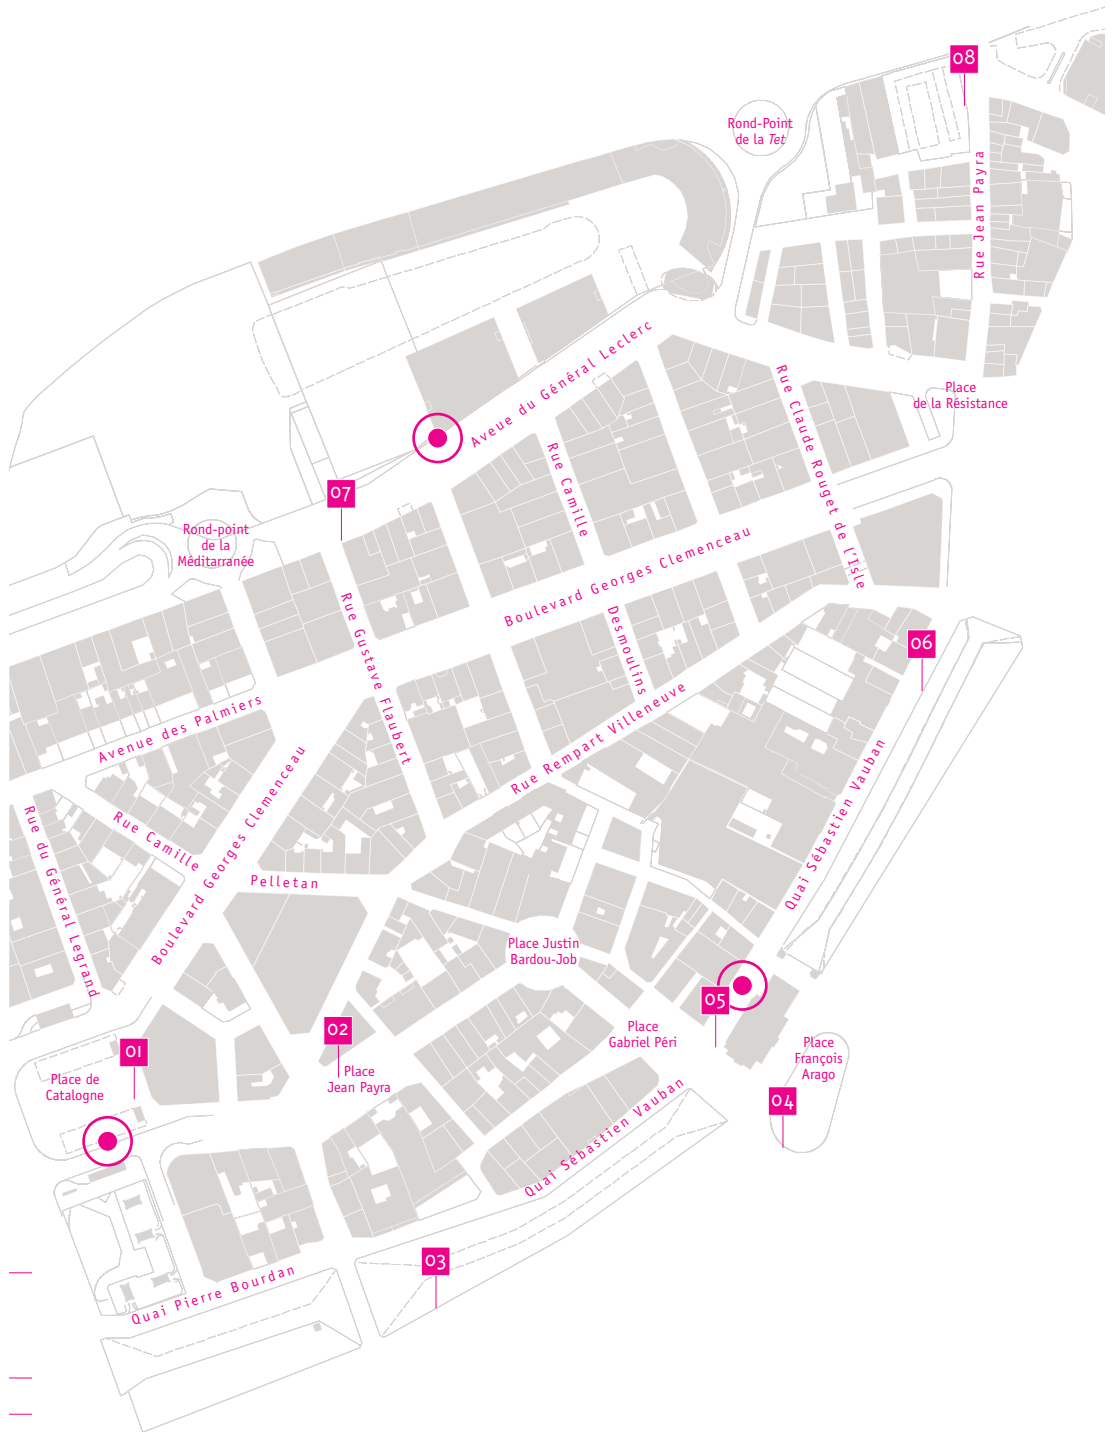 08
Rond-Point
de la Tet
Rue Jean Payra
Aveue du Général Leclerc
Place
de la Résistance
Rue Claude Rouget de l'Isle
Rue Camille
07
Rond-point
de la
Méditarranée
Boulevard Georges Clemenceau
Rue Gustave Flaubert
Desmoulins
06
Avenue des Palmiers
Rue Rempart Villeneuve
Quai Sébastien Vauban
Boulevard Georges Clemenceau
Rue du Général Legrand
Rue Camille
Pelletan
Place Justin
Bardou-Job
05
Place
Gabriel Péri
02
Place
Jean Payra
01
Place de
Catalogne
Place
François
Arago
04
Quai Sébastien Vauban
03
Quai Pierre Bourdan